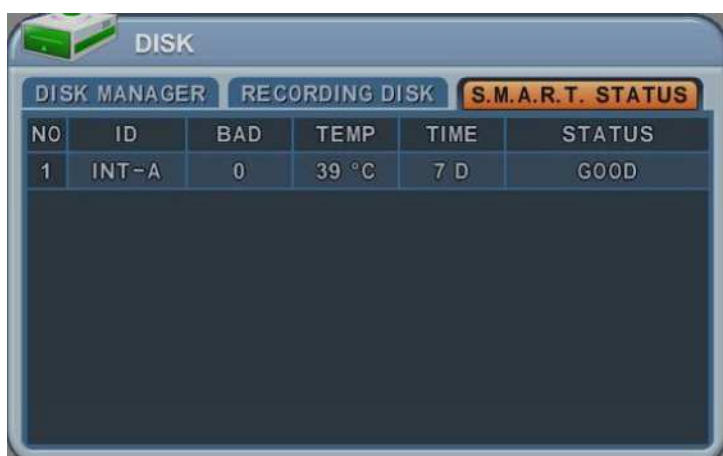 DISK
DISK MANAGER RECORDING DISK S.M.A.R.T. STATUS
NO ID BAD TEMP TIME STATUS
1 INT-A 0 39 °C 7 D GOOD